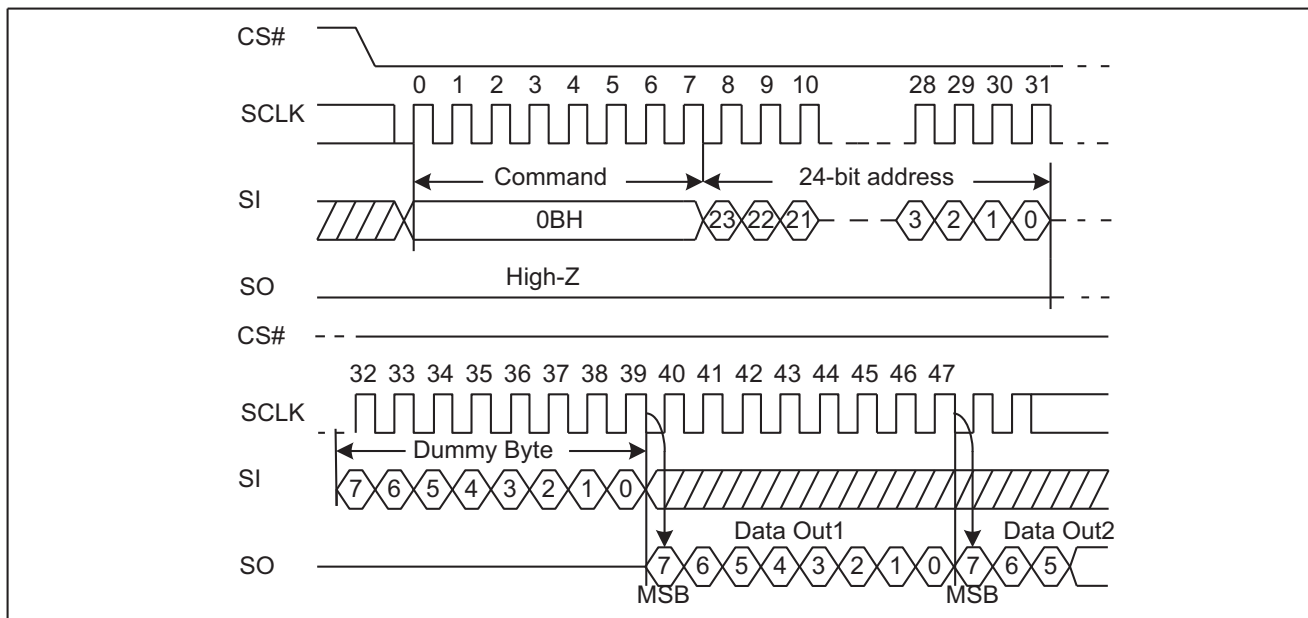 CS#
0 1 2 3 4 5 6 7 8 9 10 28 29 30 31
SCLK
Command 24-bit address
SI
0BH 23 22 21 3 2 1 0
High-Z
SO
CS#
32 33 34 35 36 37 38 39 40 41 42 43 44 45 46 47
SCLK
Dummy Byte
SI
7 6 5 4 3 2 1 0
Data Out1 Data Out2
SO
7 6 5 4 3 2 1 0 7 6 5
MSB MSB